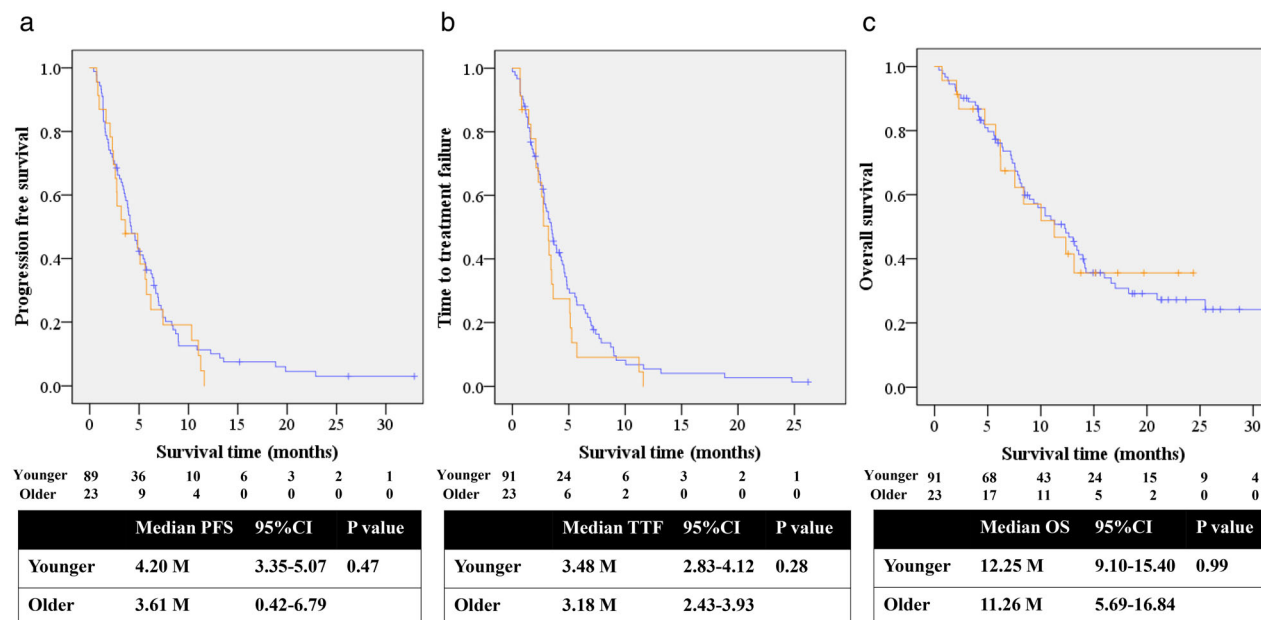 a
b
c
1.0
0.8
0.6
0.4
0.2
0.0
Progression free survival
0 5 10 15 20 25 30
Survival time (months)
Younger 89 36 10 6 3 2 1
Older 23 9 4 0 0 0 0
Median PFS 95%CI P value
Younger 4.20 M 3.35-5.07 0.47
Older 3.61 M 0.42-6.79
1.0
0.8
0.6
0.4
0.2
0.0
Time to treatment failure
0 5 10 15 20 25
Survival time (months)
Younger 91 24 6 3 2 1
Older 23 6 2 0 0 0
Median TTF 95%CI P value
Younger 3.48 M 2.83-4.12 0.28
Older 3.18 M 2.43-3.93
1.0
0.8
0.6
0.4
0.2
0.0
Overall survival
0 5 10 15 20 25 30
Survival time (months)
Younger 91 68 43 24 15 9 4
Older 23 17 11 5 2 0 0
Median OS 95%CI P value
Younger 12.25 M 9.10-15.40 0.99
Older 11.26 M 5.69-16.84